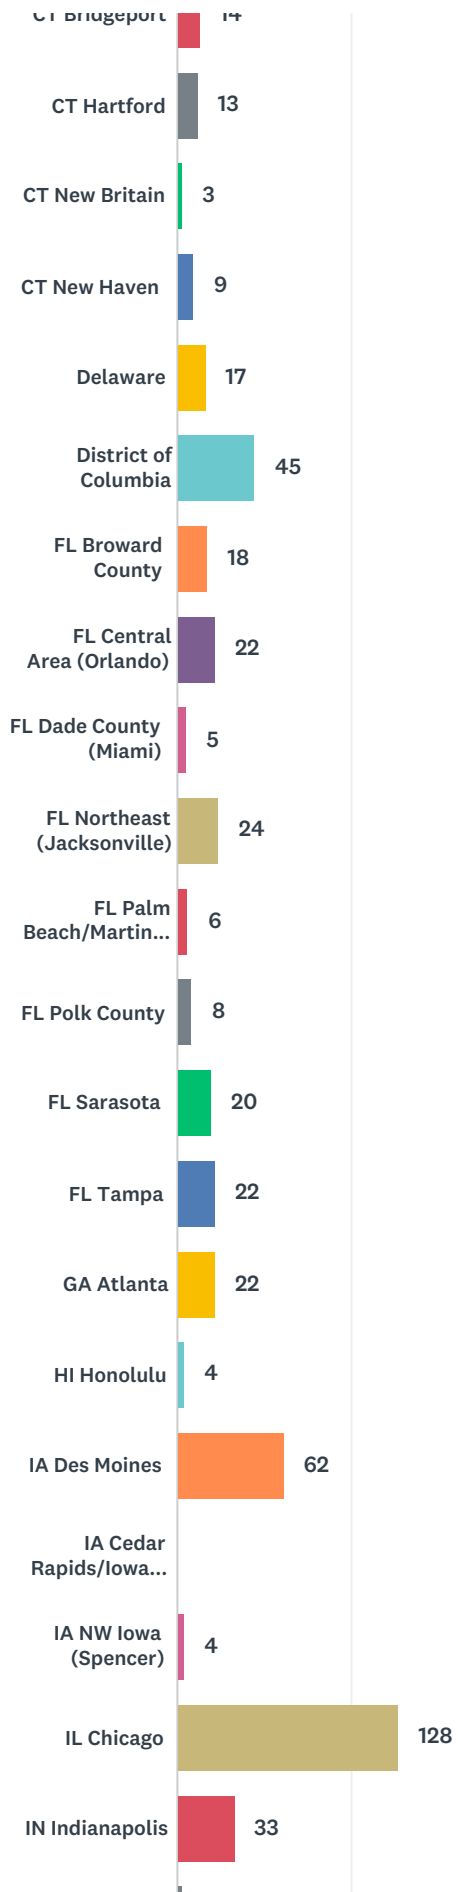 CT Bridgeport 14
CT Hartford 13
CT New Britain 3
CT New Haven 9
Delaware 17
District of
Columbia 45
FL Broward
County 18
FL Central
Area (Orlando) 22
FL Dade County
(Miami) 5
FL Northeast
(Jacksonville) 24
FL Palm
Beach/Martin... 6
FL Polk County 8
FL Sarasota 20
FL Tampa 22
GA Atlanta 22
HI Honolulu 4
IA Des Moines 62
IA Cedar
Rapids/Iowa...
IA NW Iowa
(Spencer) 4
IL Chicago 128
IN Indianapolis 33